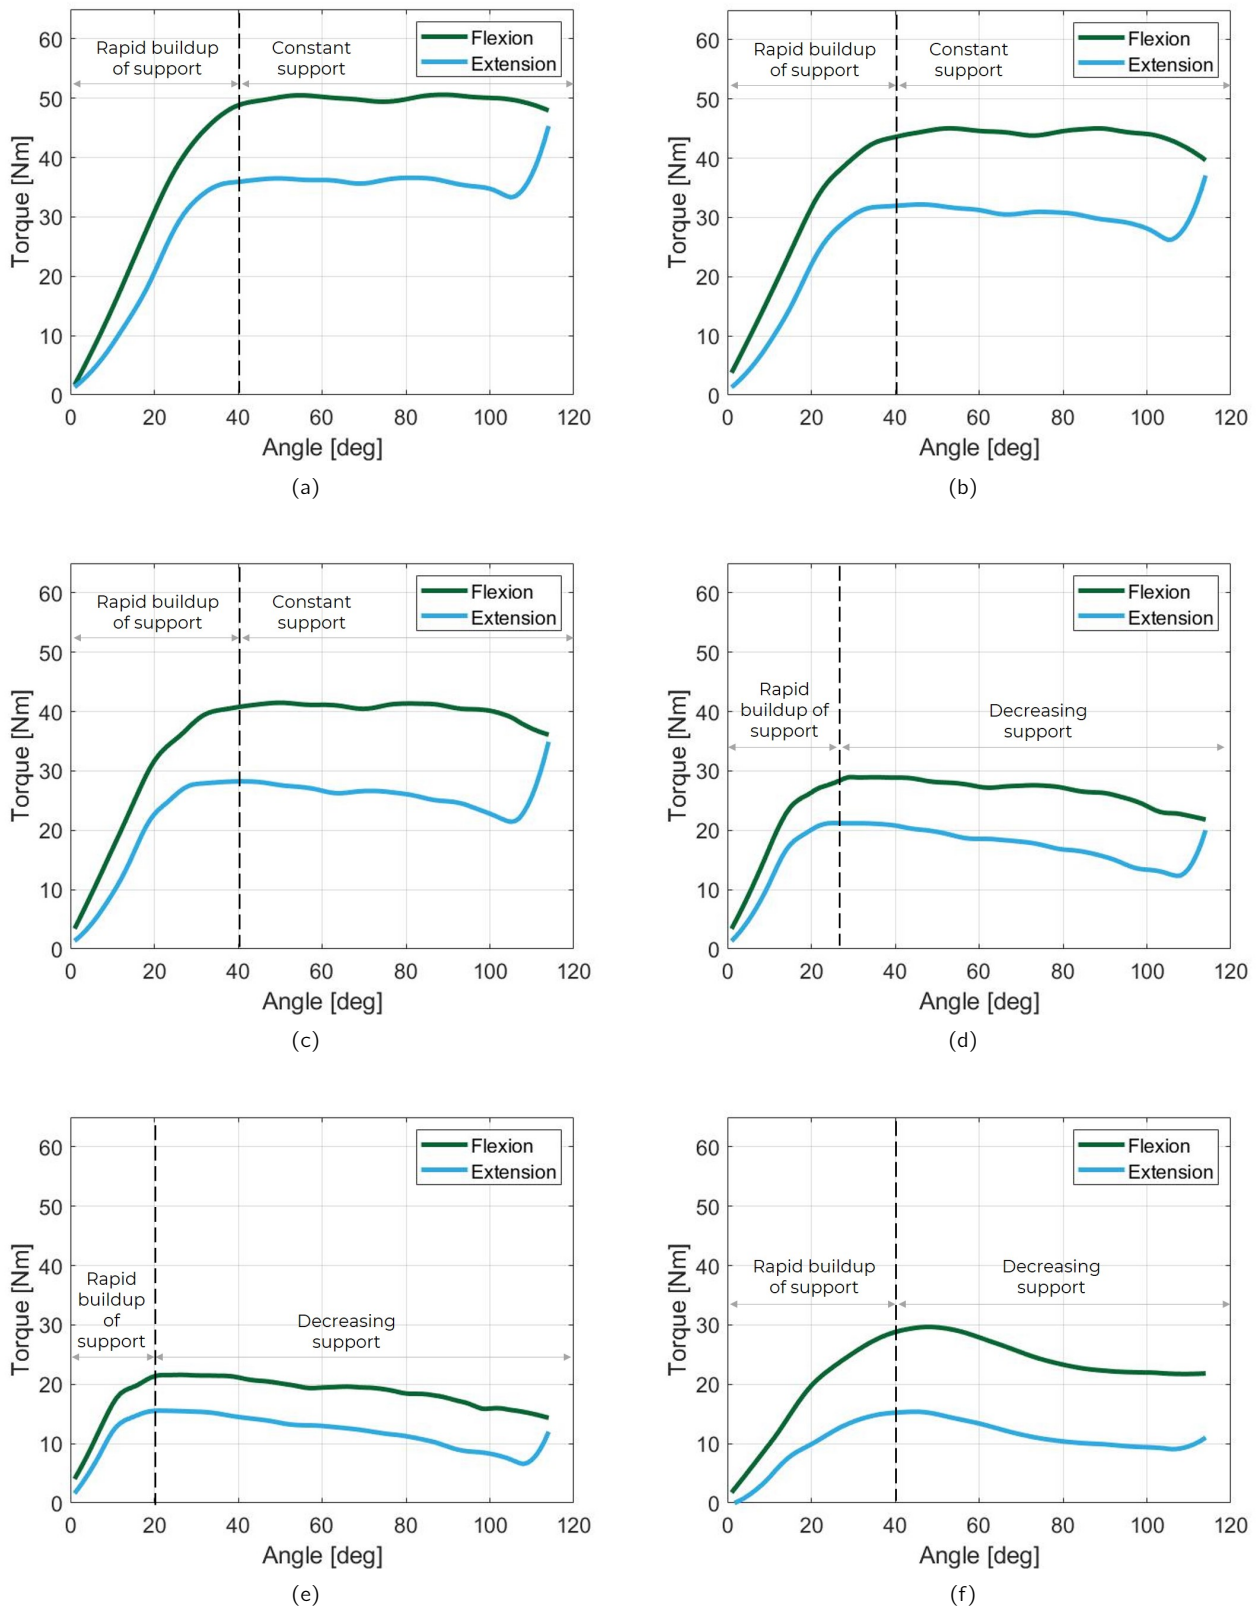 60
50
40
30
20
10
0
Torque [Nm]
Rapid buildup
of support
Constant
support
Flexion
Extension
0 20 40 60 80 100 120
Angle [deg]
(a)
60
50
40
30
20
10
0
Torque [Nm]
Rapid buildup
of support
Constant
support
Flexion
Extension
0 20 40 60 80 100 120
Angle [deg]
(b)
60
50
40
30
20
10
0
Torque [Nm]
Rapid buildup
of support
Constant
support
Flexion
Extension
0 20 40 60 80 100 120
Angle [deg]
(c)
60
50
40
30
20
10
0
Torque [Nm]
Flexion
Extension
Rapid
buildup of
support
Decreasing
support
0 20 40 60 80 100 120
Angle [deg]
(d)
60
50
40
30
20
10
0
Torque [Nm]
Flexion
Extension
Rapid
buildup
of
support
Decreasing
support
0 20 40 60 80 100 120
Angle [deg]
(e)
60
50
40
30
20
10
0
Torque [Nm]
Flexion
Extension
Rapid buildup
of support
Decreasing
support
0 20 40 60 80 100 120
Angle [deg]
(f)